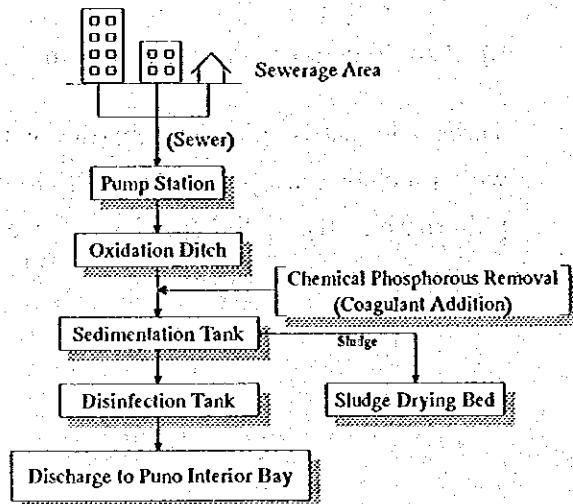 Sewerage Area
(Sewer)
Pump Station
Oxidation Ditch
Chemical Phosphorous Removal
(Coagulant Addition)
Sedimentation Tank
Sludge
Disinfection Tank
Sludge Drying Bed
Discharge to Puno Interior Bay